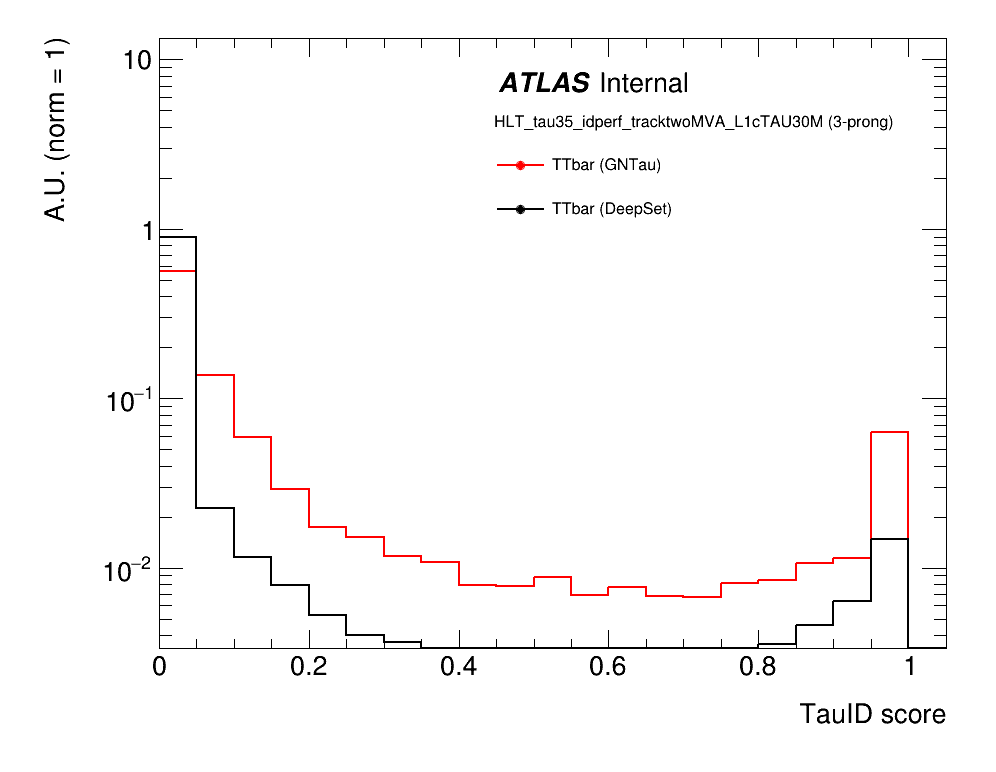 A.U. (norm = 1)
10
1
10⁻¹
10⁻²
ATLAS Internal
HLT_tau35_idperf_tracktwoMVA_L1cTAU30M (3-prong)
TTbar (GNTau)
TTbar (DeepSet)
0 0.2 0.4 0.6 0.8 1
TauID score